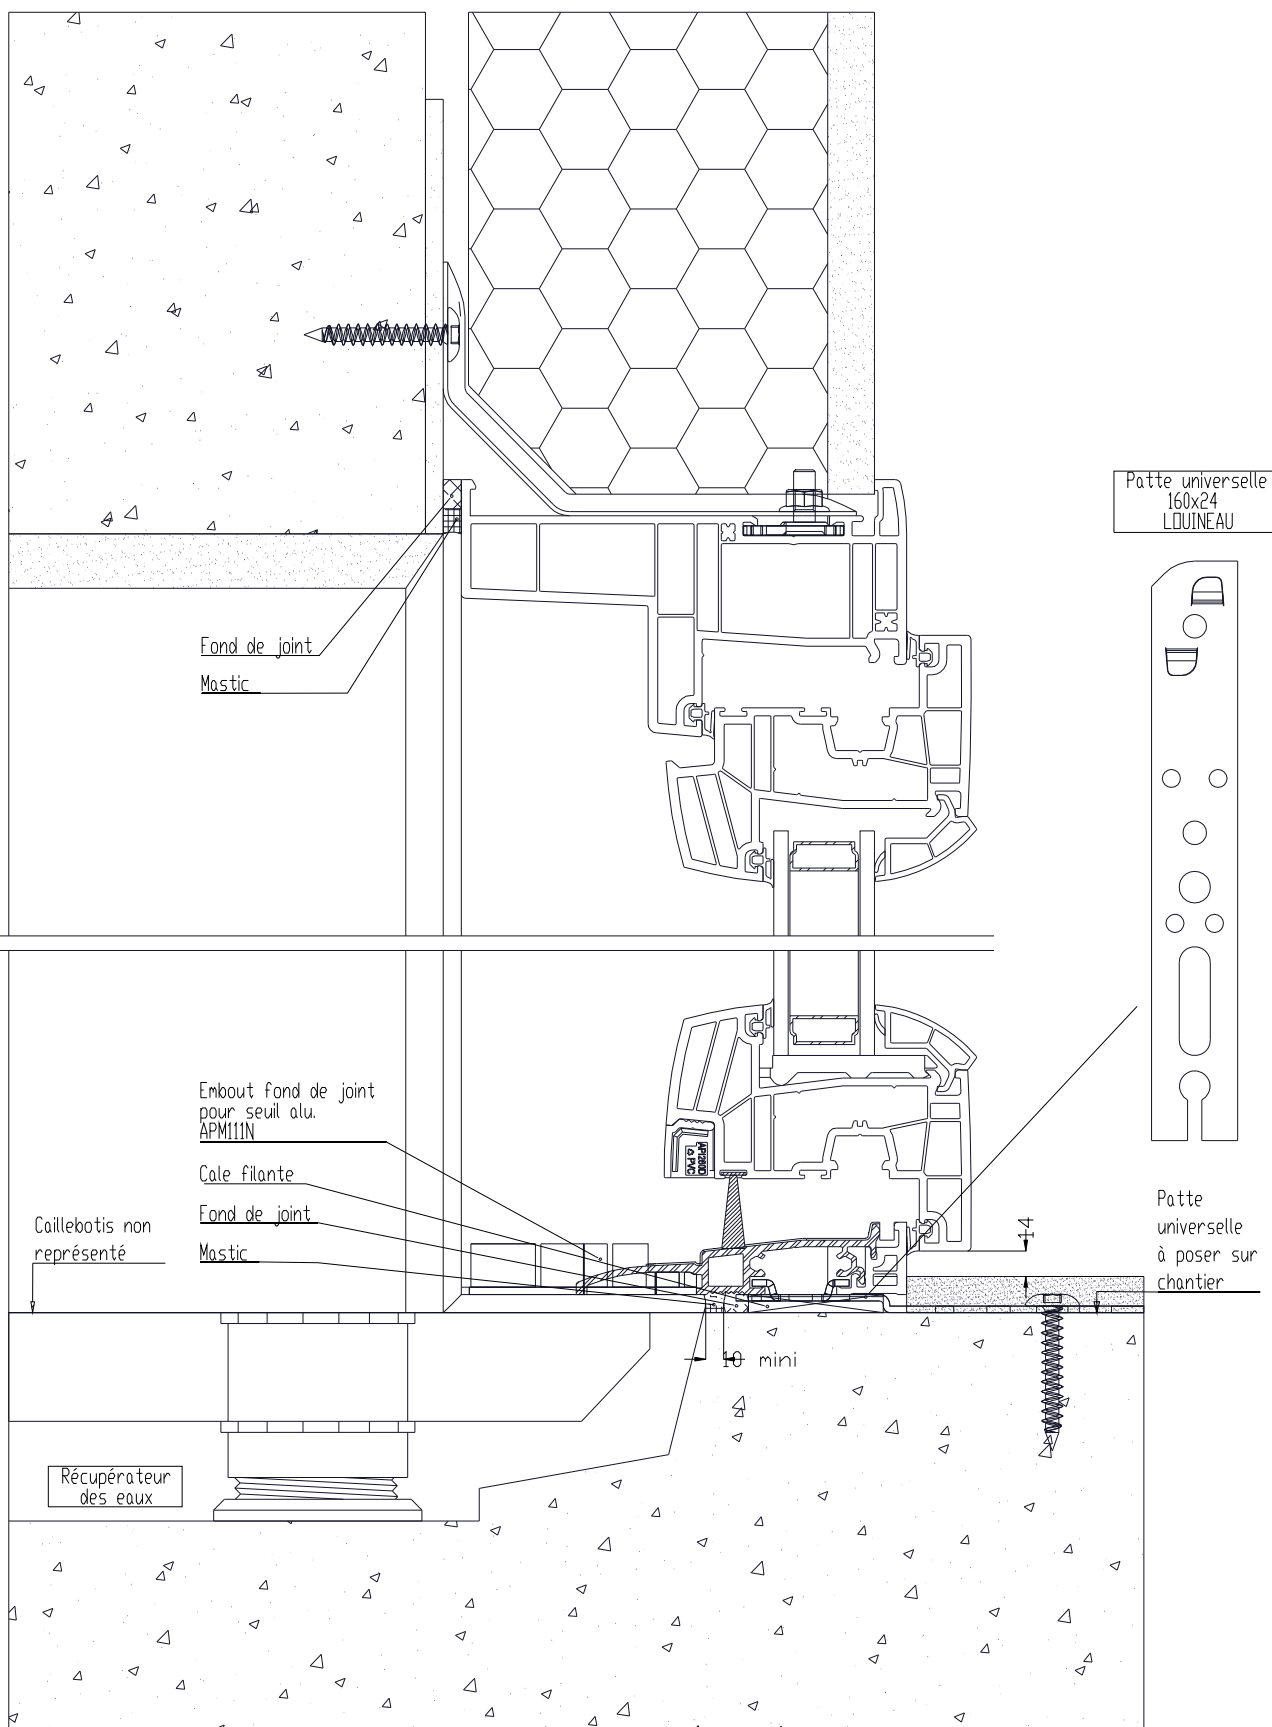 Patte universelle
160x24
LOUINEAU
Fond de joint
Mastic
Embout fond de joint
pour seuil alu.
APM111N
Cale filante
Fond de joint
Mastic
Caillebotis non
représenté
14
Patte
universelle
à poser sur
chantier
10 mini
Récupérateur
des eaux